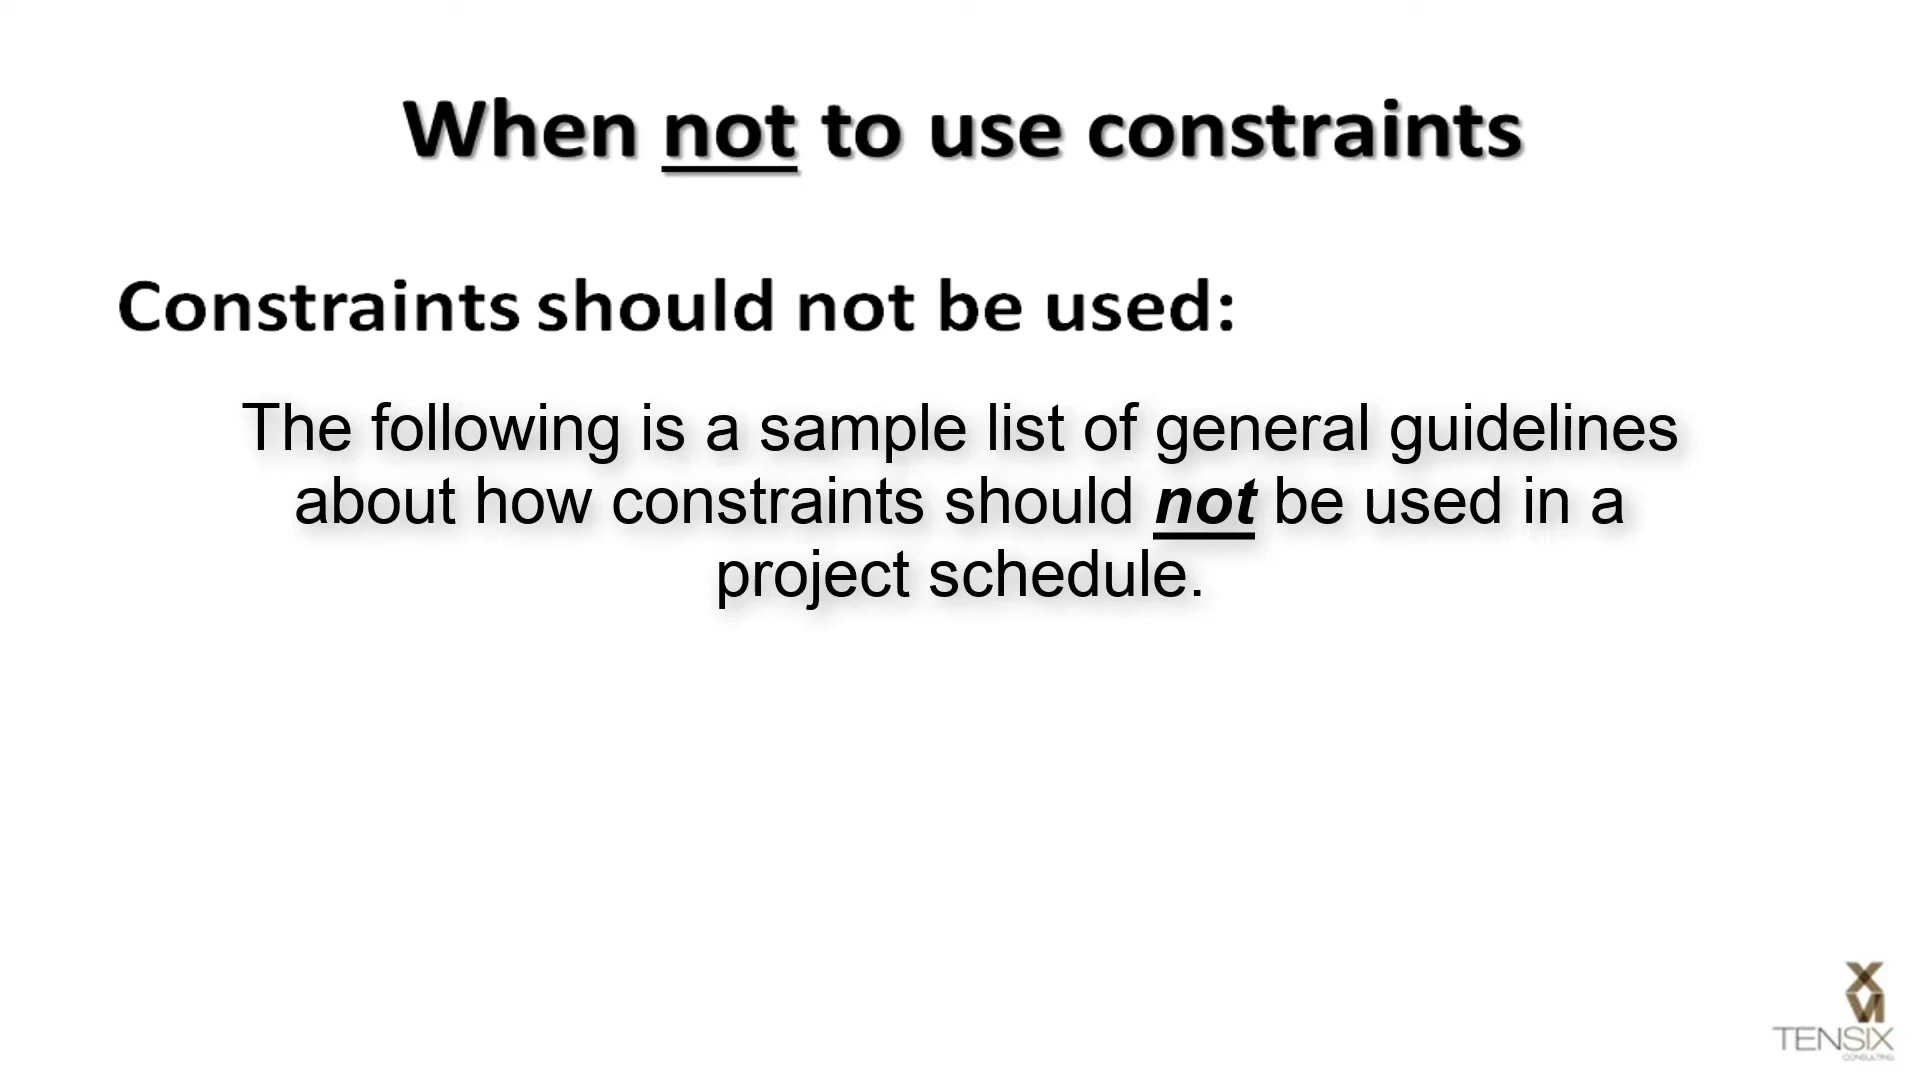 When not to use constraints
Constraints should not be used:
The following is a sample list of general guidelines
about how constraints should not be used in a
project schedule.
TENSIX
CONSULTING